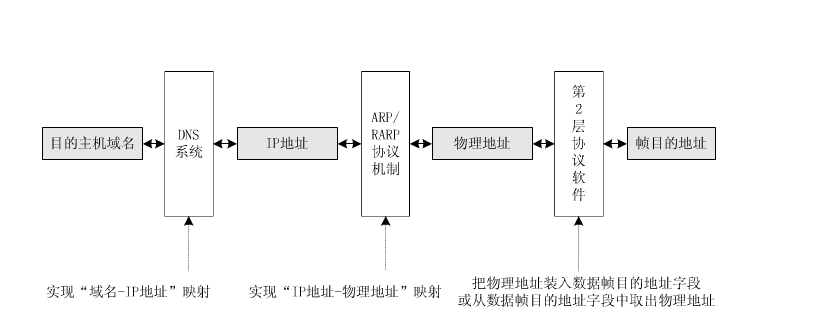 目的主机域名
DNS
系统
IP地址
ARP/
RARP
协议
机制
物理地址
第
2
层
协
议
软
件
帧目的地址
实现“域名-IP地址”映射
实现“IP地址-物理地址”映射
把物理地址装入数据帧目的地址字段
或从数据帧目的地址字段中取出物理地址